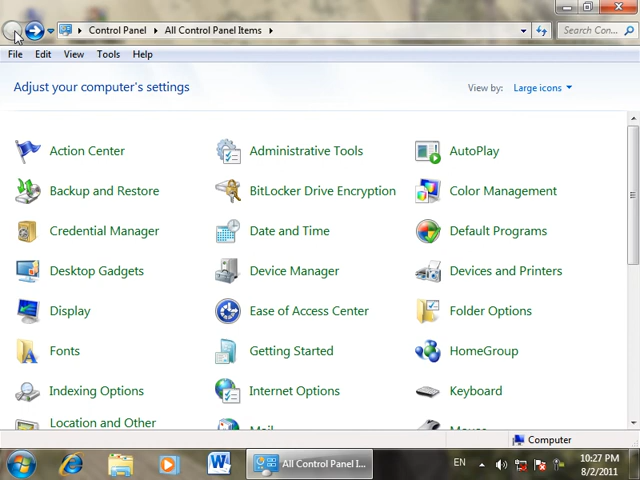 Control Panel
All Control Panel Items
Search Con...
File Edit View Tools Help
Adjust your computer's settings
View by: Large icons
Action Center
Administrative Tools
AutoPlay
Backup and Restore
BitLocker Drive Encryption
Color Management
Credential Manager
Date and Time
Default Programs
Desktop Gadgets
Device Manager
Devices and Printers
Display
Ease of Access Center
Folder Options
Fonts
Getting Started
HomeGroup
Indexing Options
Internet Options
Keyboard
Location and Other
Mail
Mouse
Computer
All Control Panel I...
EN
10:27 PM
8/2/2011